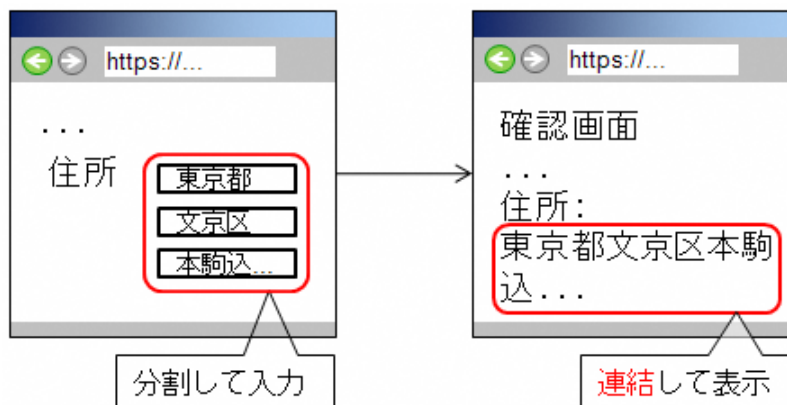 https://...
...
住所
東京都
文京区
本駒込...
分割して入力
https://...
確認画面
...
住所:
東京都文京区本駒
込...
連結して表示